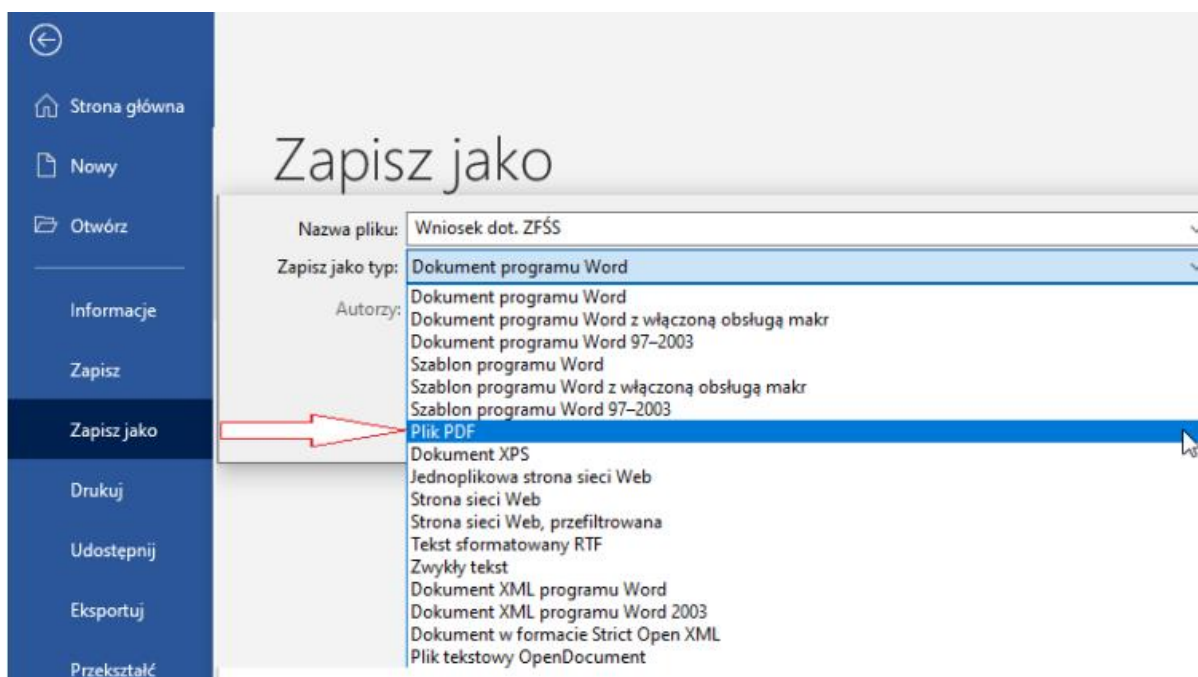 Strona główna
Nowy
Otwórz
Informacje
Zapisz
Zapisz jako
Drukuj
Udostępnij
Eksportuj
Przekształć
Zapisz jako
Nazwa pliku: Wniosek dot. ZFŚS
Zapisz jako typ: Dokument programu Word
Autorzy:
Dokument programu Word
Dokument programu Word z włączoną obsługą makr
Dokument programu Word 97–2003
Szablon programu Word
Szablon programu Word z włączoną obsługą makr
Szablon programu Word 97–2003
Plik PDF
Dokument XPS
Jednoplikowa strona sieci Web
Strona sieci Web
Strona sieci Web, przefiltrowana
Tekst sformatowany RTF
Zwykły tekst
Dokument XML programu Word
Dokument XML programu Word 2003
Dokument w formacie Strict Open XML
Plik tekstowy OpenDocument